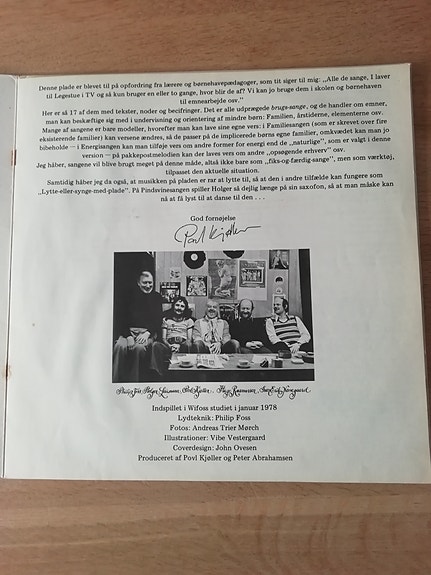 Denne plade er blevet til på opfordring fra lærere og børnehavepædagoger, som tit siger til mig: ,,Alle de sange, I laver
til Legestue i TV og så kun bruger en eller to gange, hvor blir de af? Vi kan jo bruge dem i skolen og børnehaven
til emnearbejde osv."
Her er så 17 af dem med tekster, noder og becifringer. Det er alle udprægede brugs-sange, og de handler om emner,
man kan beskæftige sig med i undervisning og orientering af mindre børn: Familien, årstiderne, elementerne osv.
Mange af sangene er bare modeller, hvorefter man kan lave sine egne vers: i Familiesangen (som er skrevet over fire
eksisterende familier) kan versene ændres, så de passer på de implicerede børns egne familier, omkvædet kan man jo
bibeholde — i Energisangen kan man tilføje vers om andre former for energi end de ,,naturlige", som er valgt i denne
version — på pakkepostmelodien kan der laves vers om andre ,,opsøgende erhverv" osv.
Jeg håber, sangene vil blive brugt meget på denne måde, altså ikke bare som ,,fiks-og-færdig-sange", men som værktøj,
tilpasset den aktuelle situation.
Samtidig håber jeg da også, at musikken på pladen er rar at lytte til, så at den i andre tilfælde kan fungere som
,,Lytte-eller-synge-med-plade". På Pindsvinesangen spiller Holger så dejlig længe på sin saxofon, så at man måske kan
nå at få lyst til at danse til den . . .
God fornøjelse
Povl Kjøller
Philip Foss, Holger Laumann, Povl Kjøller, Hugo Rasmussen,
Indspillet i Wifoss studiet i januar 1978
Lydteknik: Philip Foss
Fotos: Andreas Trier Mørch
Illustrationer: Vibe Vestergaard
Coverdesign: John Ovesen
Produceret af Povl Kjøller og Peter Abrahamsen